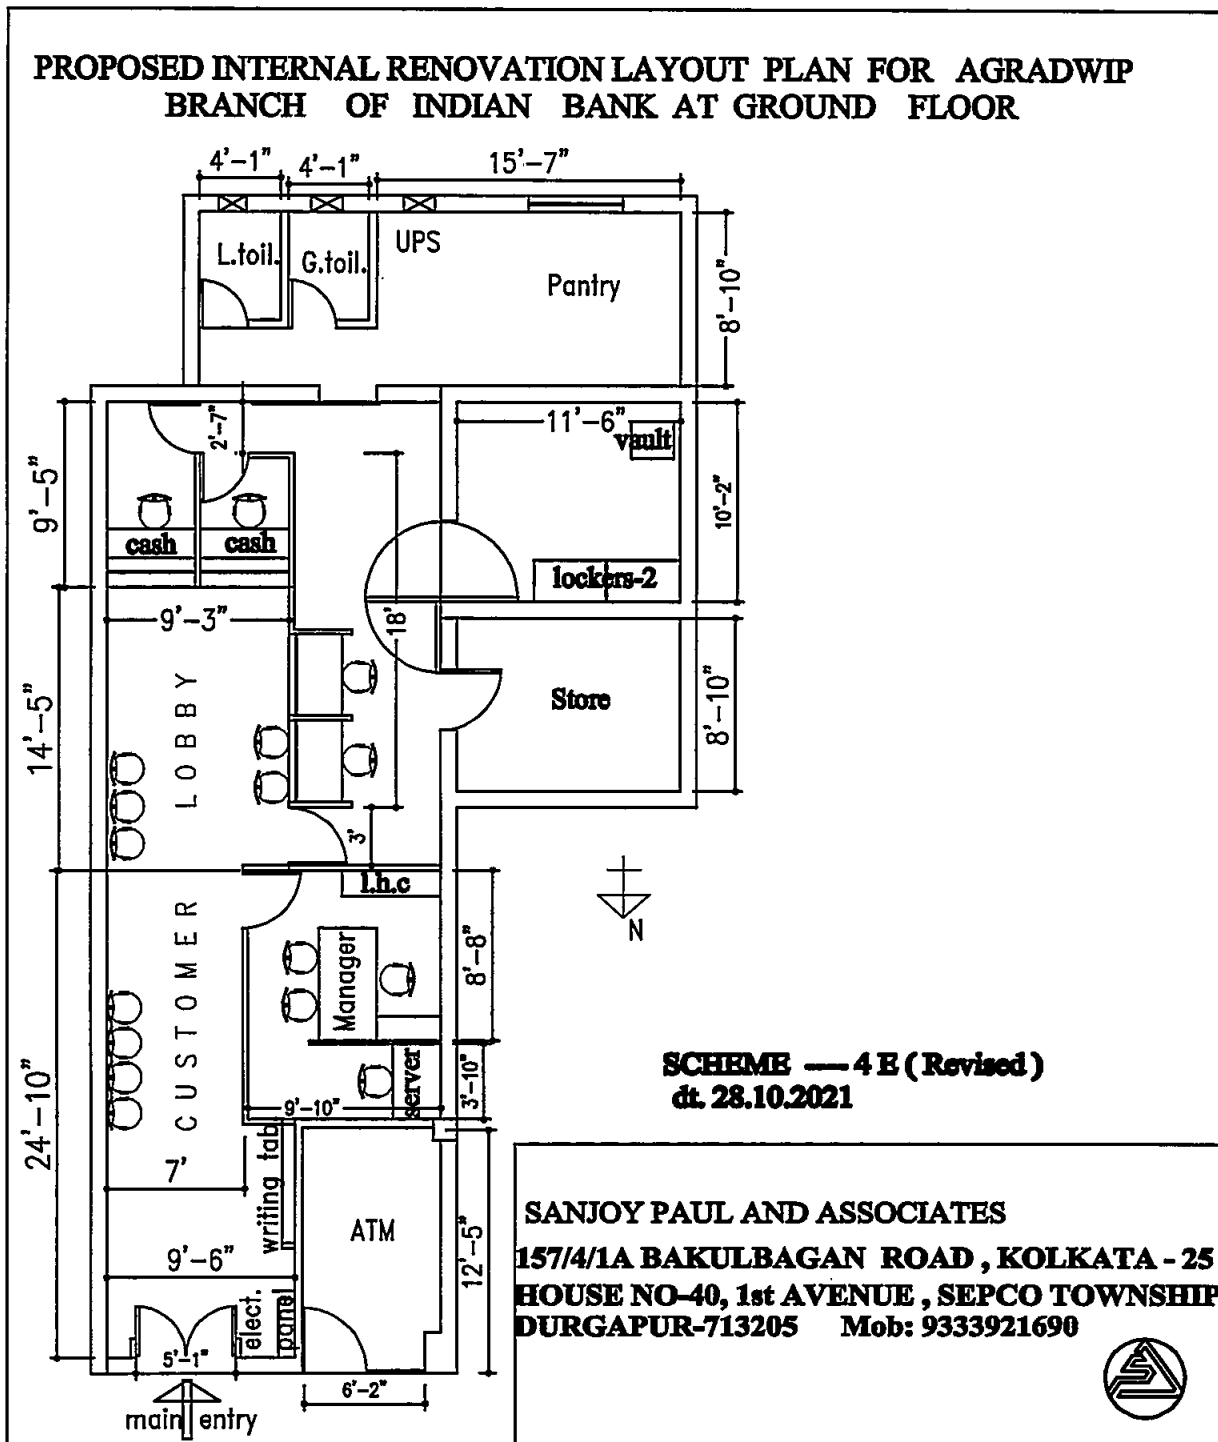 PROPOSED INTERNAL RENOVATION LAYOUT PLAN FOR AGRADWIP
BRANCH OF INDIAN BANK AT GROUND FLOOR
4'-1" 4'-1" 15'-7"
L.toil. G.toil. UPS
Pantry
8'-10"
2'-7"
11'-6"
vault
9'-5"
10'-2"
cash cash
lockers-2
9'-3"
18'
14'-5"
LOBBY
Store
8'-10"
3'
l.h.c
N
CUSTOMER
Manager
8'-8"
server
3'-10"
9'-10"
24'-10"
SCHEME ---- 4 E ( Revised )
dt. 28.10.2021
7'
writing tab
ATM
12'-5"
9'-6"
elect.
panel
5'-1"
6'-2"
main entry
SANJOY PAUL AND ASSOCIATES
157/4/1A BAKULBAGAN ROAD , KOLKATA - 25
HOUSE NO-40, 1st AVENUE , SEPCO TOWNSHIP
DURGAPUR-713205 Mob: 9333921690